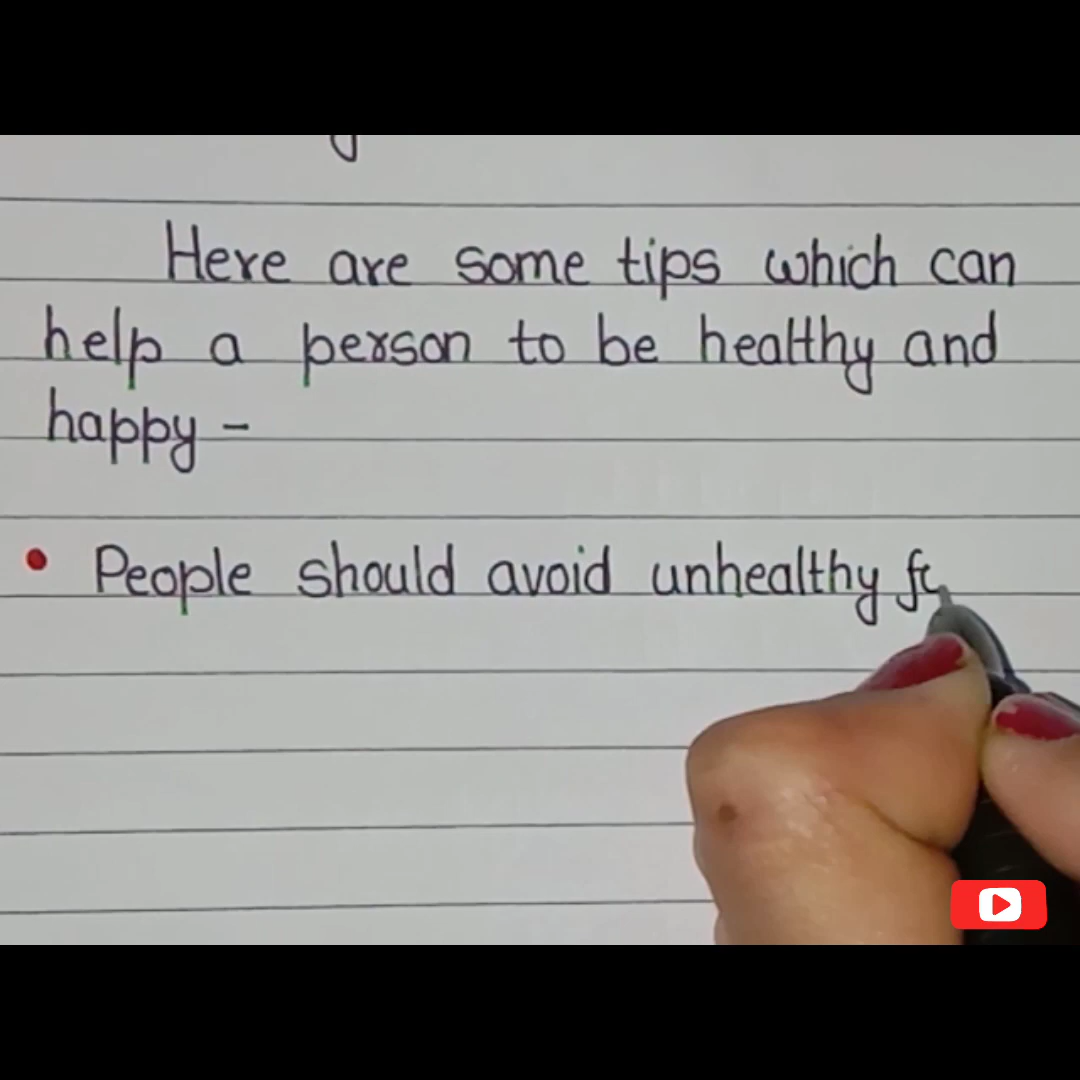 Here are some tips which can
help a person to be healthy and
happy -
• People should avoid unhealthy